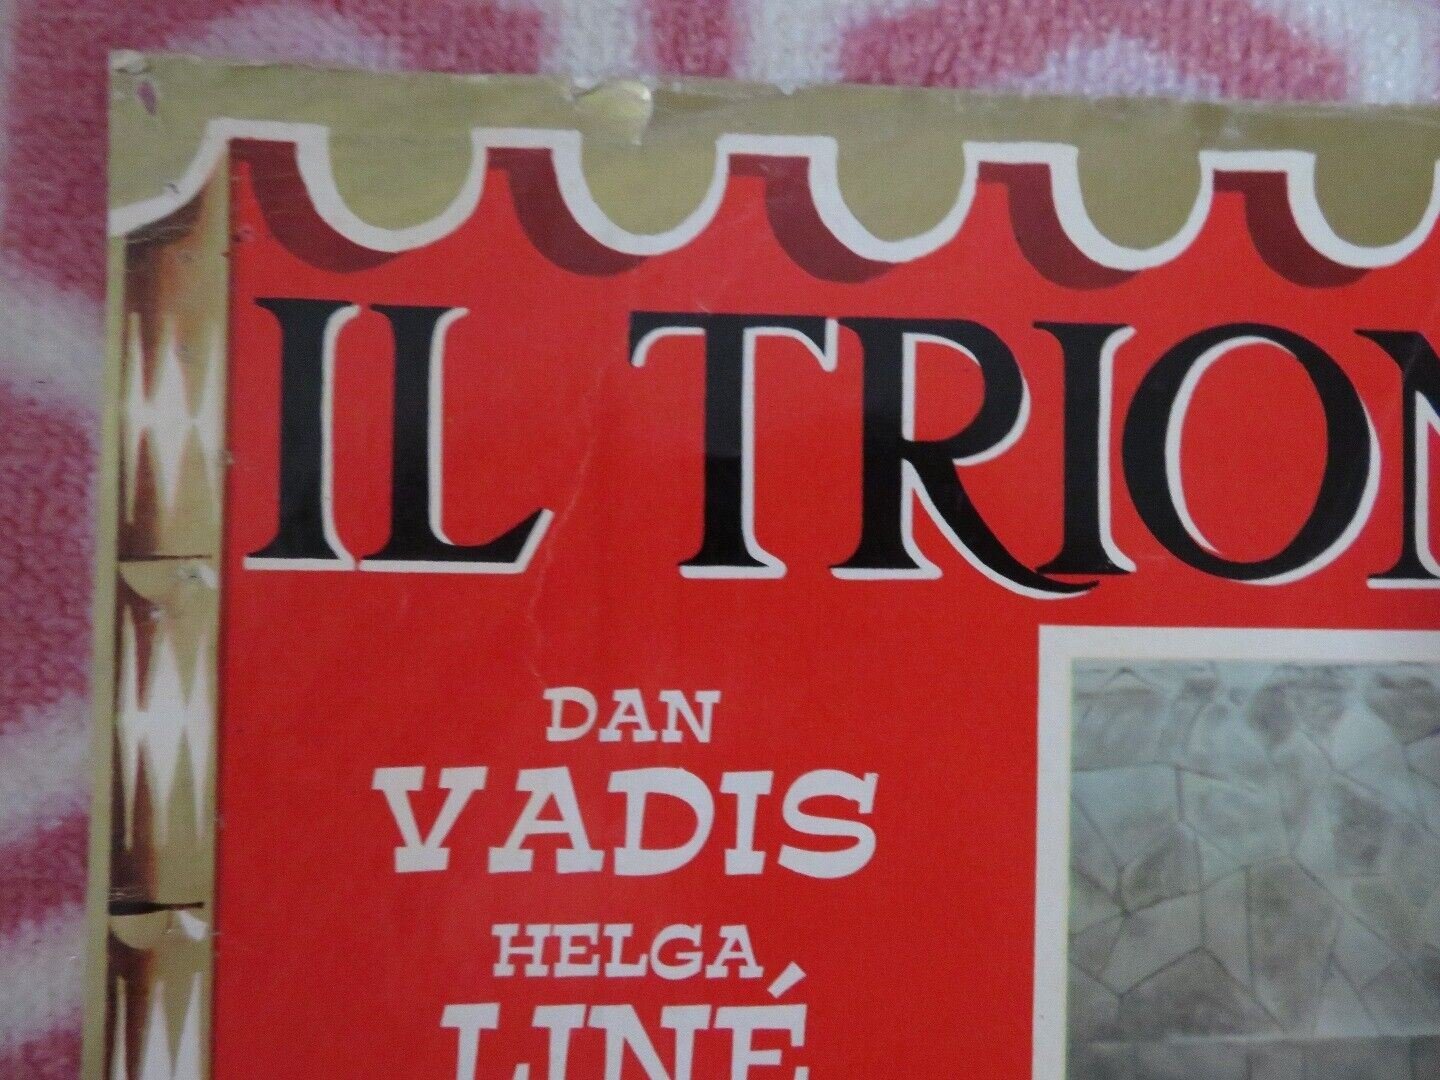 IL TRION
DAN
VADIS
HELGA
LINÉ